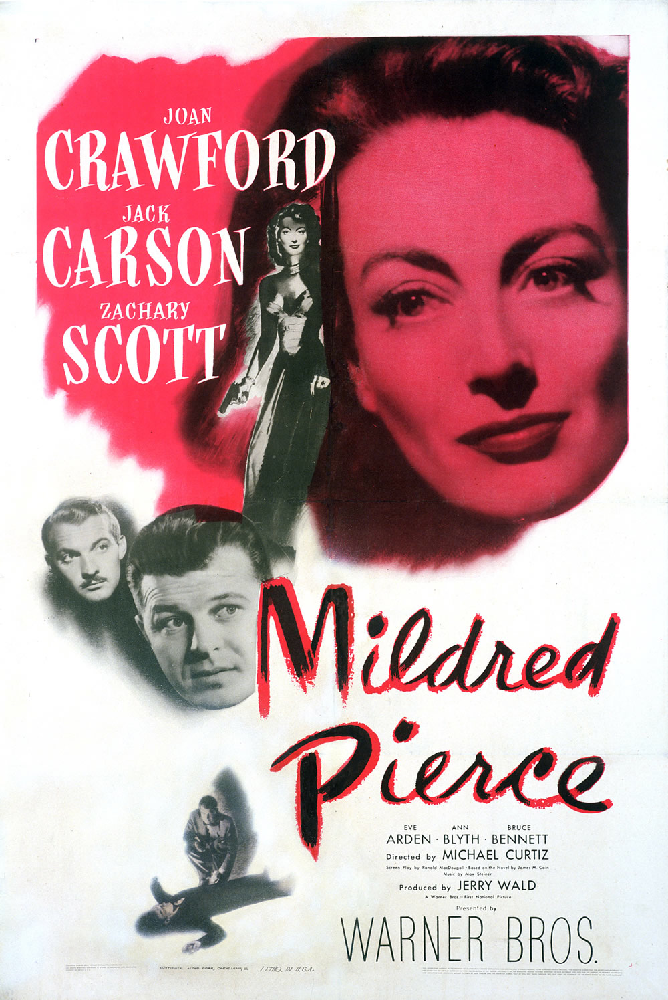 JOAN
CRAWFORD
JACK
CARSON
ZACHARY
SCOTT
Mildred
Pierce
EVE ANN BRUCE
ARDEN · BLYTH · BENNETT
Directed by MICHAEL CURTIZ
Screen Play by Ranald MacDougall • Based on the Novel by James M. Cain
Music by Max Steiner
Produced by JERRY WALD
A Warner Bros.—First National Picture
Presented by
WARNER BROS.
LITHO. IN U.S.A.